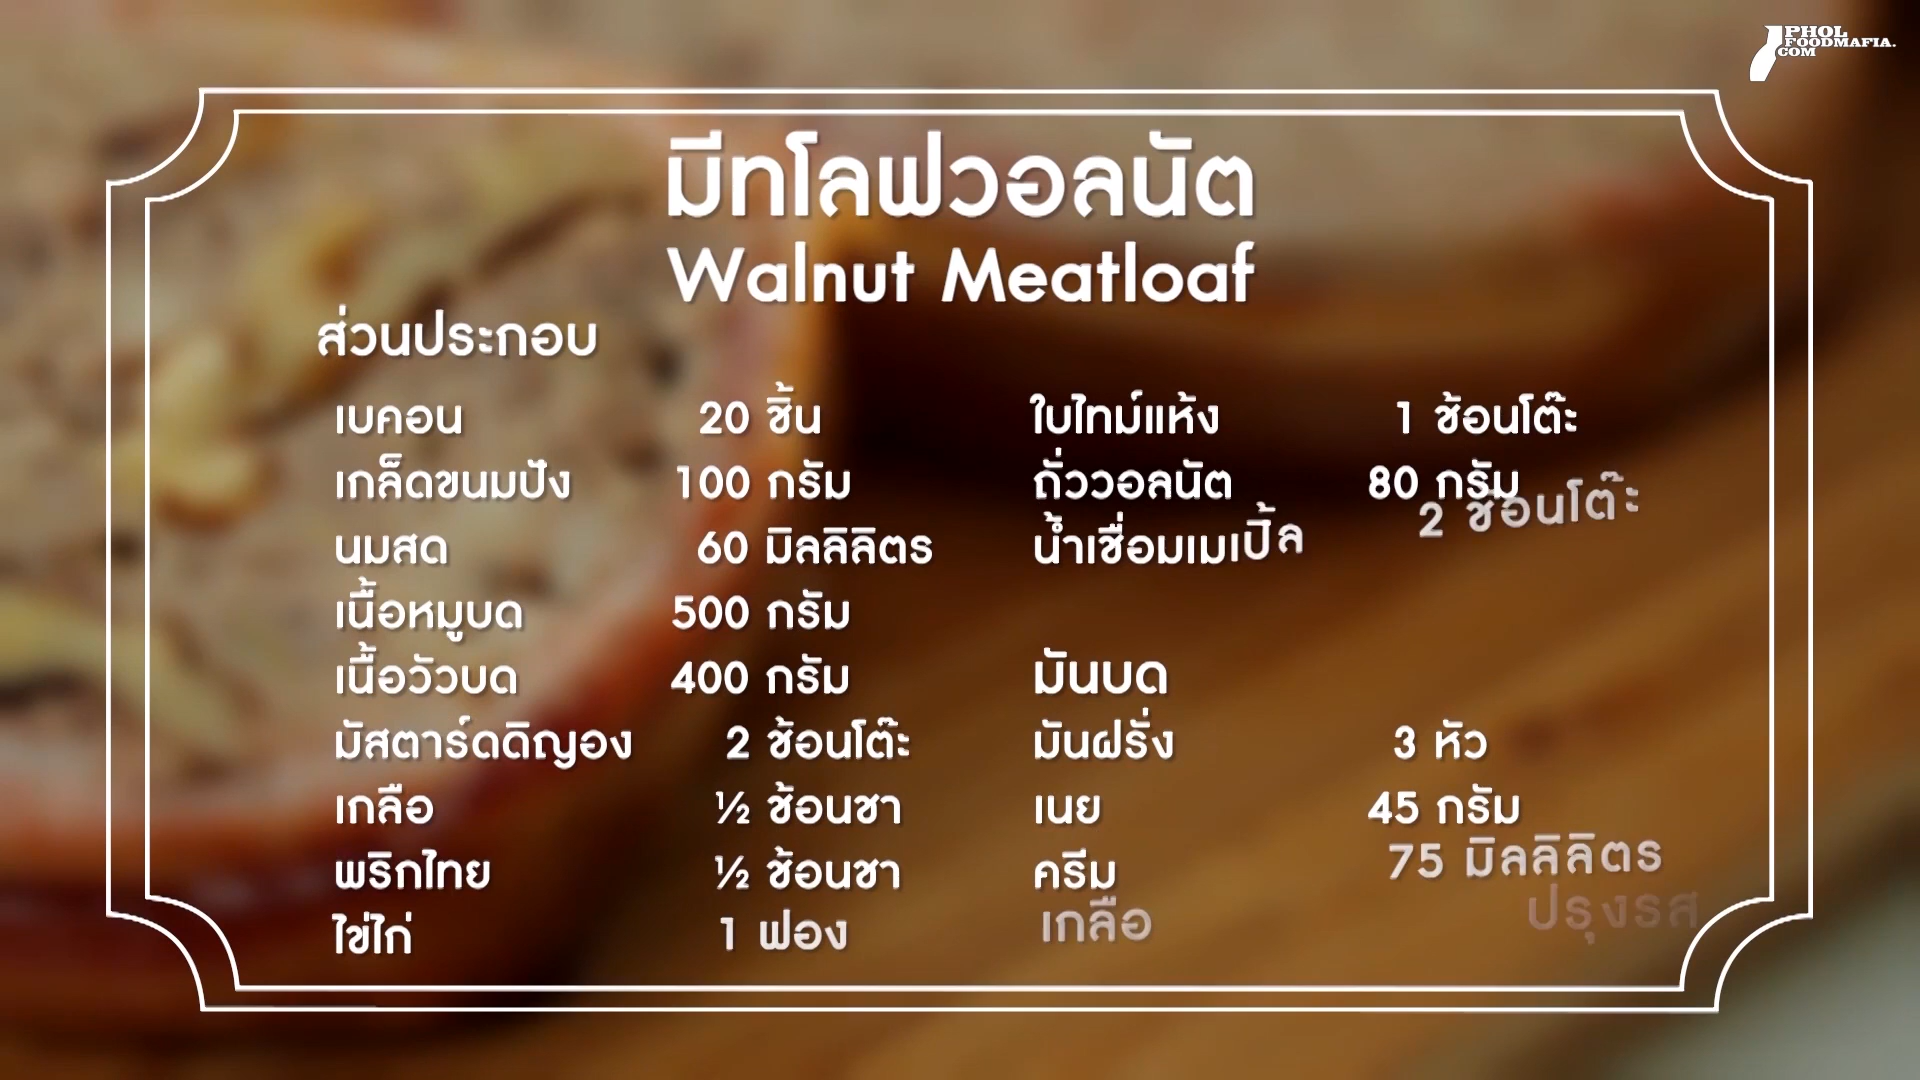 PHOL
FOODMAFIA.
COM
มีทโลฟวอลนัต
Walnut Meatloaf
ส่วนประกอบ
เบคอน 20 ชิ้น
เกล็ดขนมปัง 100 กรัม
นมสด 60 มิลลิลิตร
เนื้อหมูบด 500 กรัม
เนื้อวัวบด 400 กรัม
มัสตาร์ดดิญอง 2 ช้อนโต๊ะ
เกลือ ½ ช้อนชา
พริกไทย ½ ช้อนชา
ไข่ไก่ 1 ฟอง
ใบไทม์แห้ง 1 ช้อนโต๊ะ
ถั่ววอลนัต 80 กรัม
น้ำเชื่อมเมเปิ้ล 2 ช้อนโต๊ะ
มันบด
มันฝรั่ง 3 หัว
เนย 45 กรัม
ครีม 75 มิลลิลิตร
เกลือ ปรุงรส